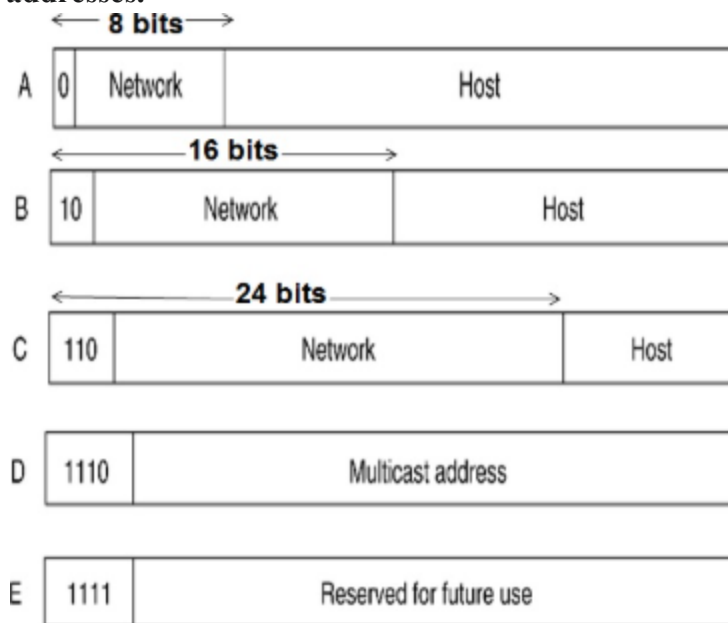 addresses.
8 bits
A 0 Network Host
16 bits
B 10 Network Host
24 bits
C 110 Network Host
D 1110 Multicast address
E 1111 Reserved for future use